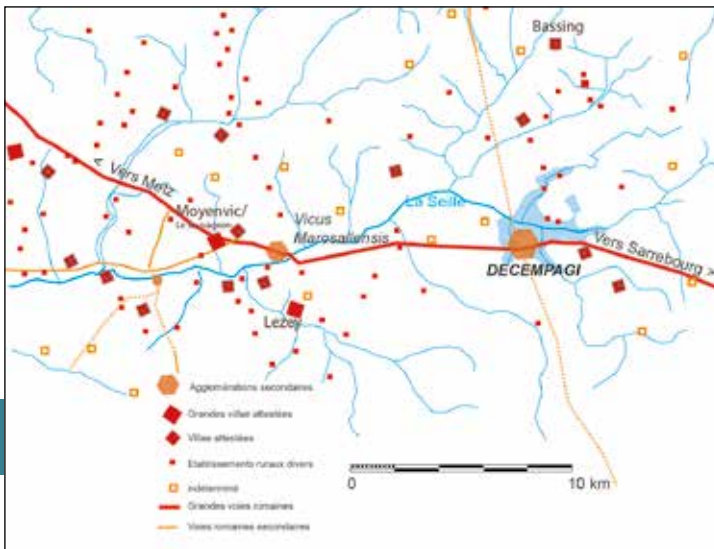 Bassing
< Vers Metz
Moyenvic/
Vicus
Marosallensis
La Seille
DECEMPAGI
Vers Sarrebourg >
Lezey
Agglomérations secondaires
Grandes villas attestées
Villas attestées
Etablissements ruraux divers
indéterminé
Grandes voies romaines
Voies romaines secondaires
0 10 km